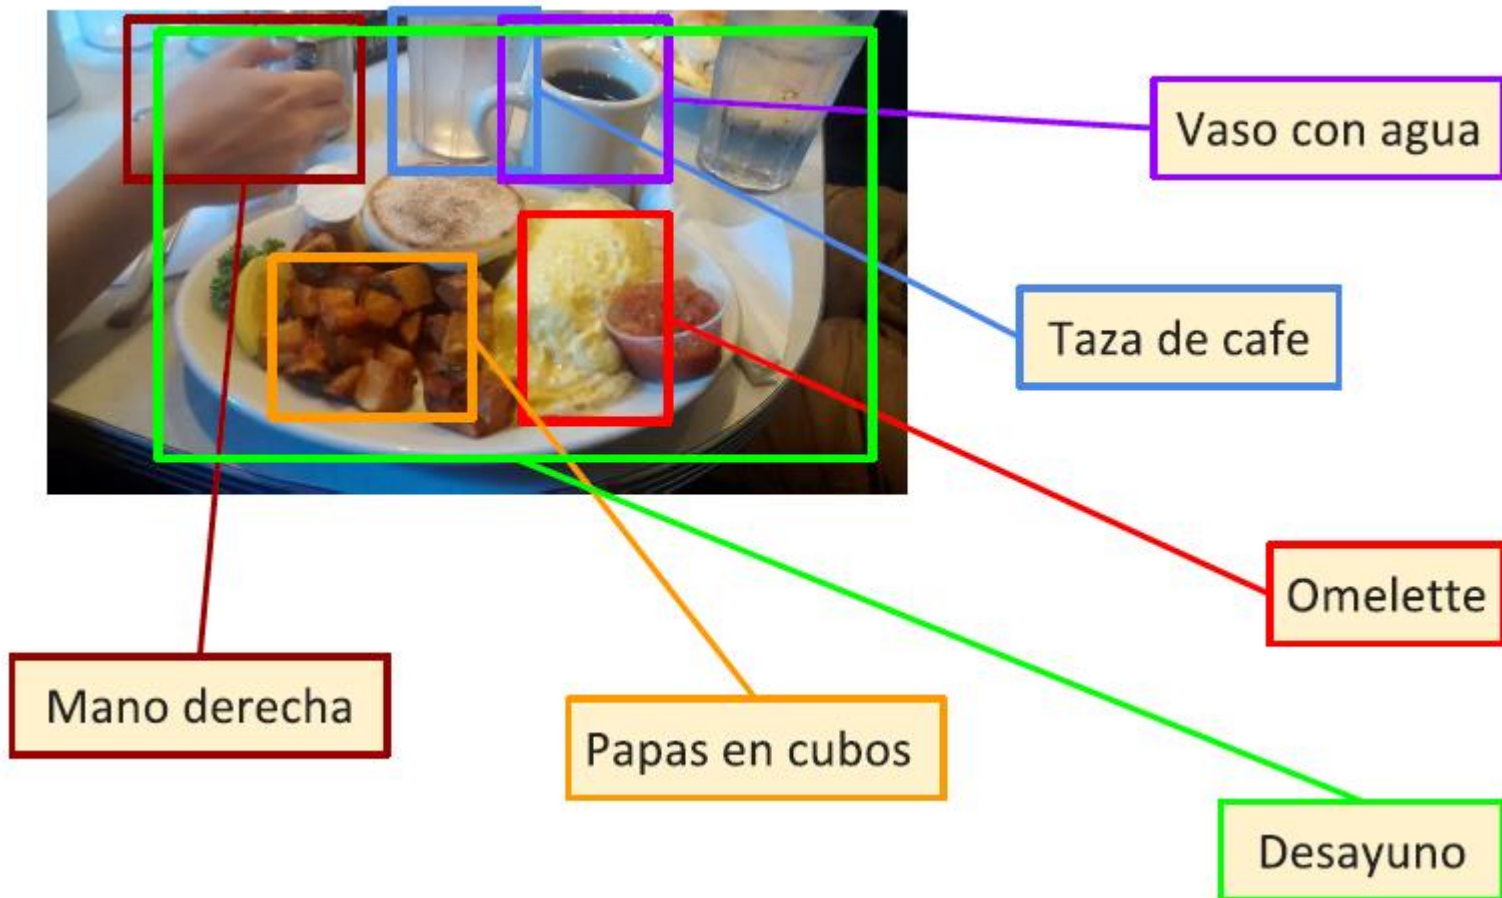 Vaso con agua
Taza de cafe
Omelette
Mano derecha
Papas en cubos
Desayuno